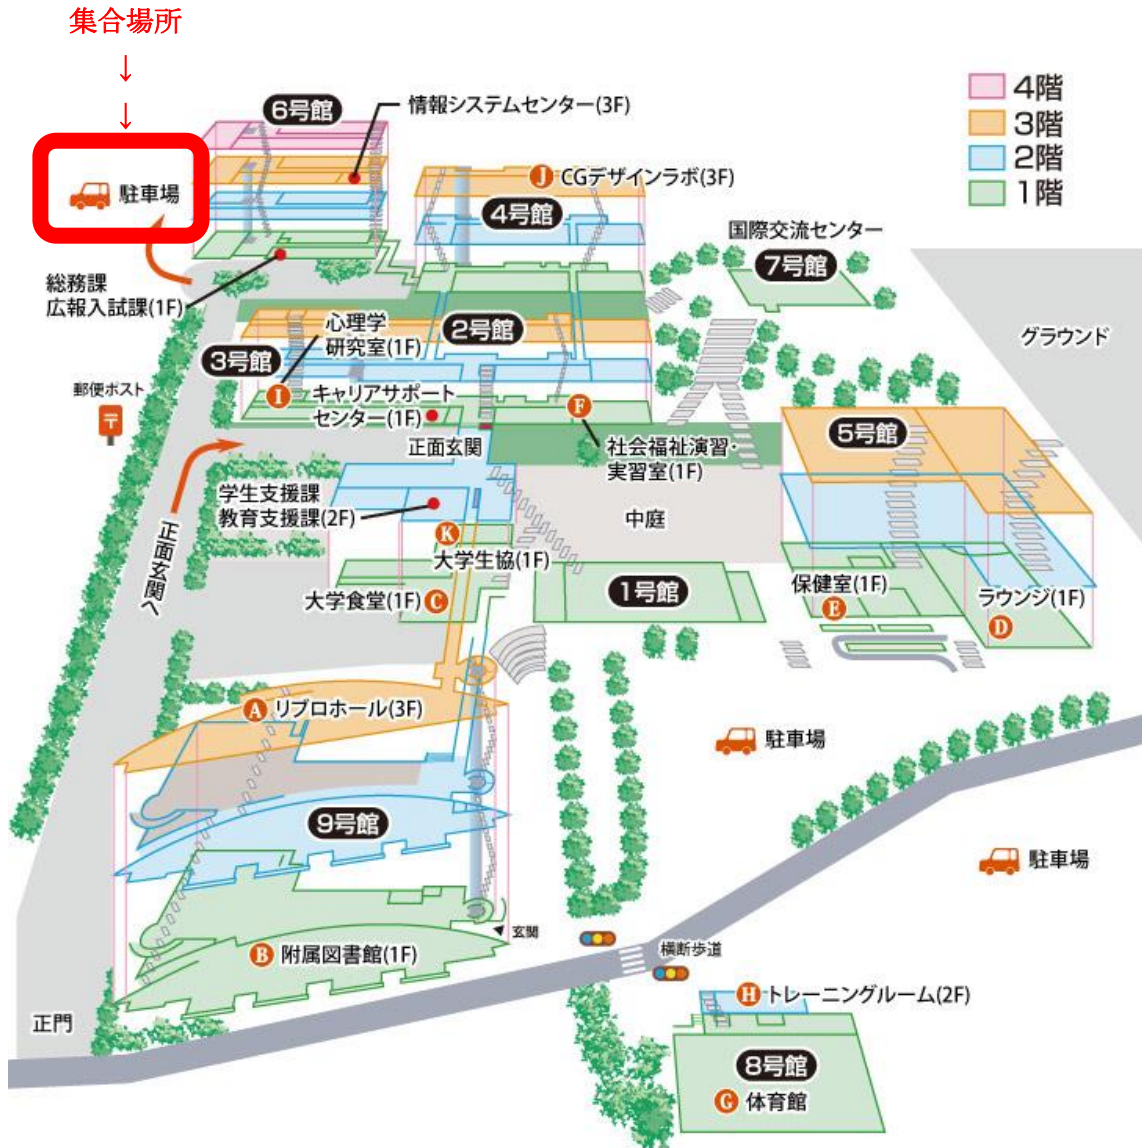 集合場所
↓
↓
6号館
情報システムセンター(3F)
4階
3階
2階
1階
駐車場
J CGデザインラボ(3F)
4号館
国際交流センター
7号館
総務課
広報入試課(1F)
グラウンド
心理学
研究室(1F)
2号館
3号館
郵便ポスト
〒
I キャリアサポート
センター(1F)
F
正面玄関
社会福祉演習・
実習室(1F)
5号館
学生支援課
教育支援課(2F)
中庭
正面玄関へ
K
大学生協(1F)
大学食堂(1F) C
1号館
保健室(1F)
E
ラウンジ(1F)
D
A リブロホール(3F)
駐車場
9号館
駐車場
玄関
B 附属図書館(1F)
横断歩道
正門
H トレーニングルーム(2F)
8号館
G 体育館